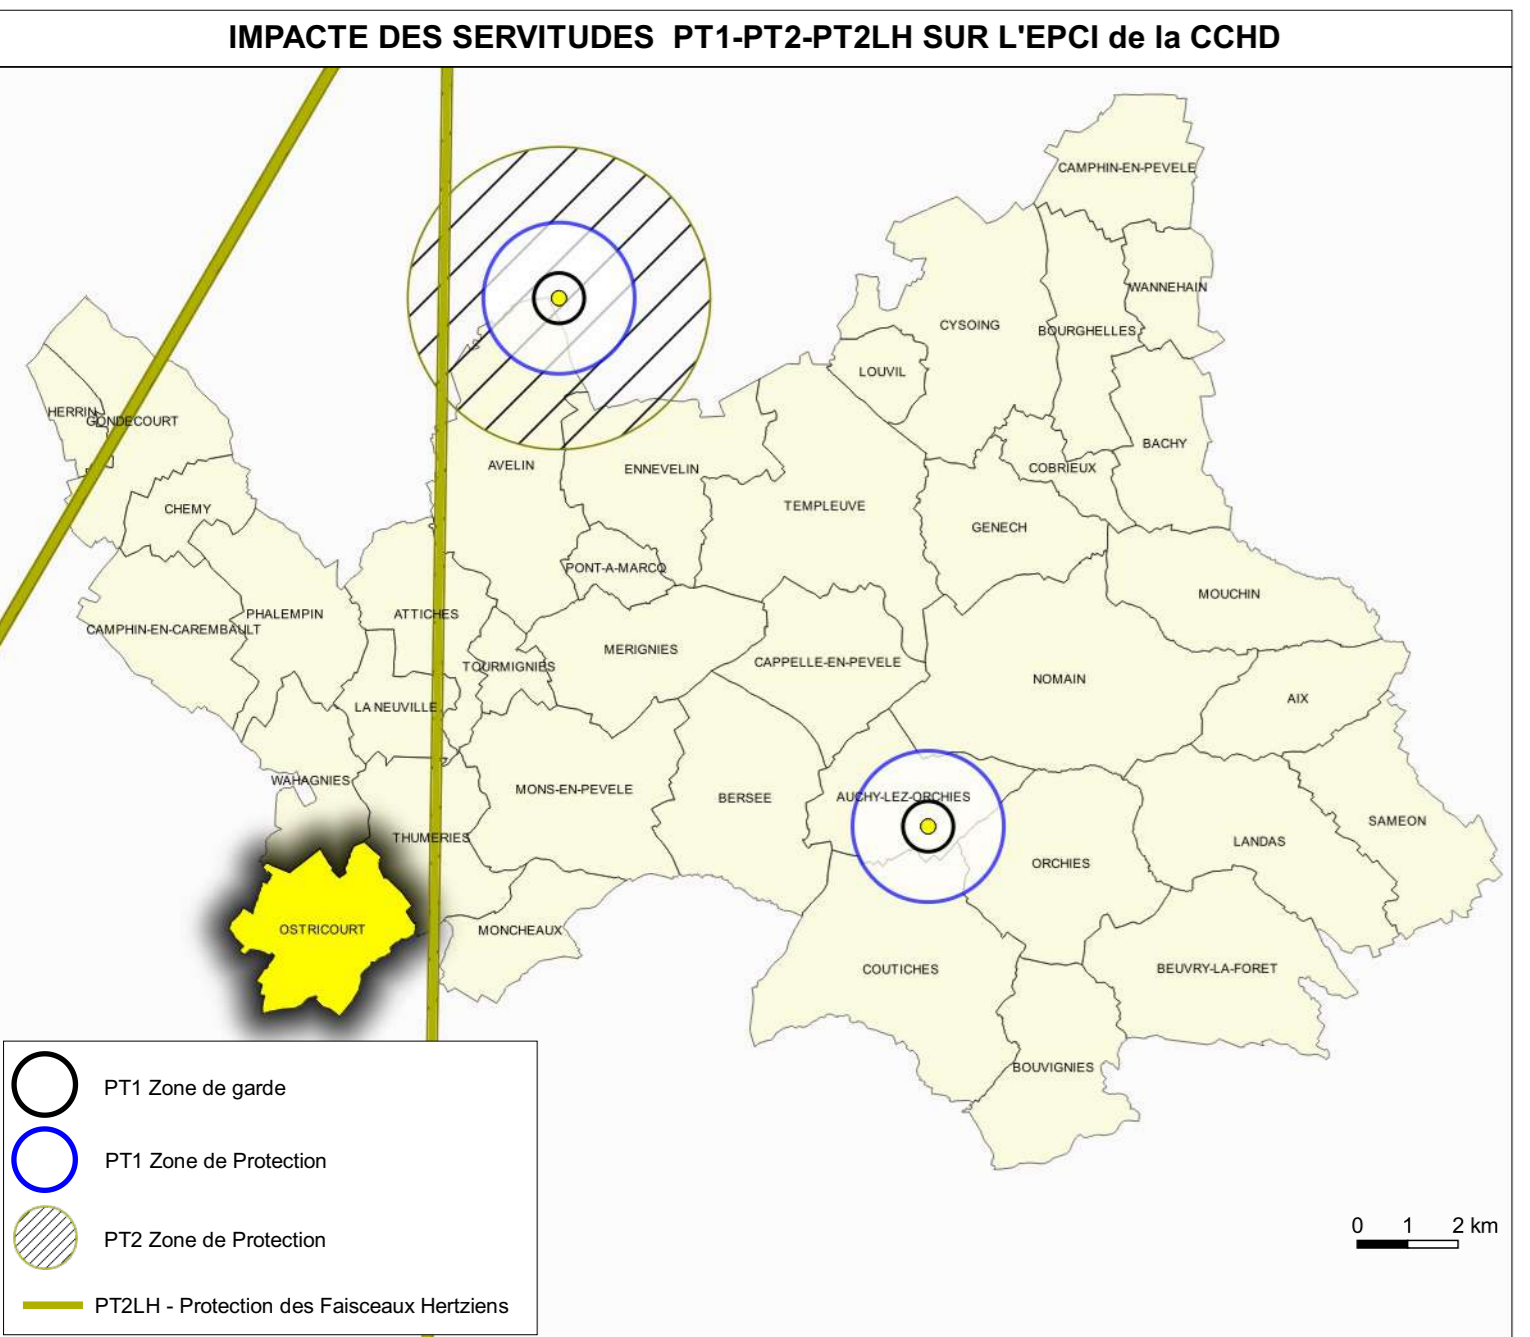 IMPACTE DES SERVITUDES PT1-PT2-PT2LH SUR L'EPCI de la CCHD
CAMPHIN-EN-PEVELE
WANNEHAIN
CYSOING
BOURGHELLES
LOUVIL
HERRIN
GONDECOURT
BACHY
AVELIN
ENNEVELIN
COBRIEUX
CHEMY
TEMPLEUVE
GENECH
PONT-A-MARCQ
MOUCHIN
PHALEMPIN
ATTICHES
CAMPHIN-EN-CAREMBAULT
MERIGNIES
TOURMIGNIES
CAPPELLE-EN-PEVELE
NOMAIN
AIX
LA NEUVILLE
WAHAGNIES
MONS-EN-PEVELE
BERSEE
AUCHY-LEZ-ORCHIES
SAMEON
THUMERIES
LANDAS
ORCHIES
OSTRICOURT
MONCHEAUX
COUTICHES
BEUVRY-LA-FORET
BOUVIGNIES
PT1 Zone de garde
PT1 Zone de Protection
PT2 Zone de Protection
PT2LH - Protection des Faisceaux Hertziens
0 1 2 km